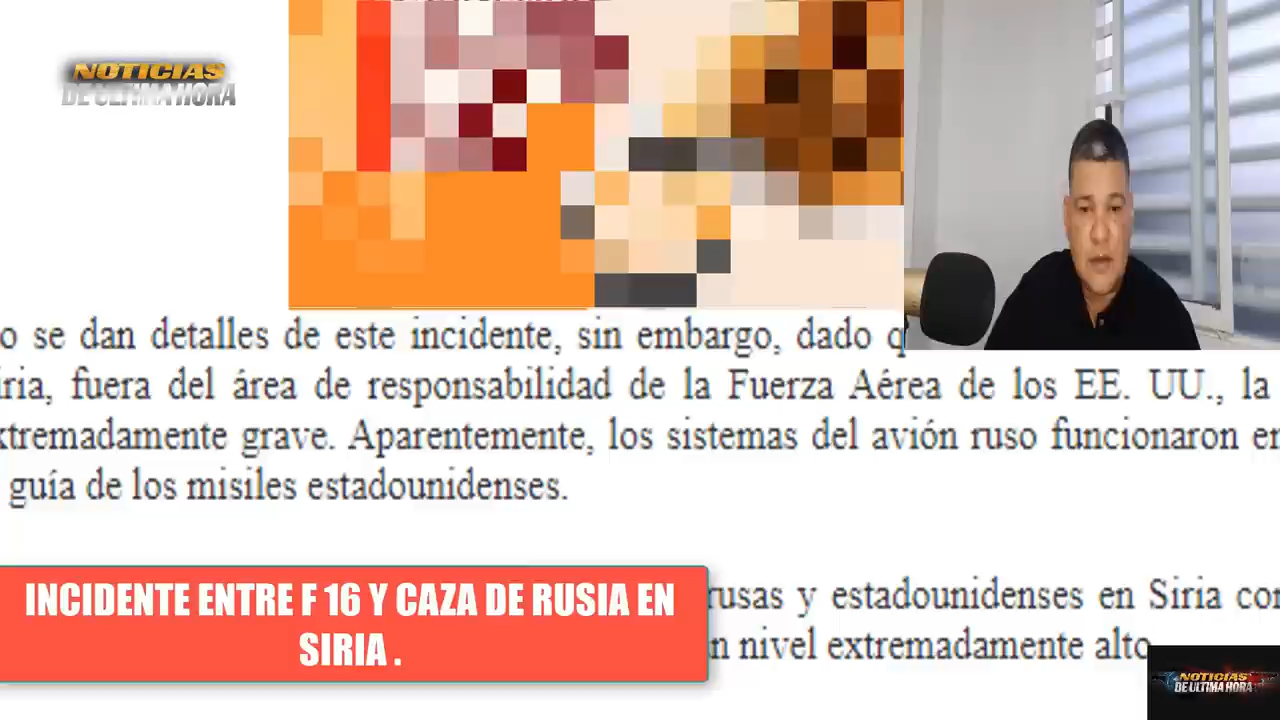 NOTICIAS
DE ULTIMA HORA
o se dan detalles de este incidente, sin embargo, dado q
iria, fuera del área de responsabilidad de la Fuerza Aérea de los EE. UU., la
xtremadamente grave. Aparentemente, los sistemas del avión ruso funcionaron en
guía de los misiles estadounidenses.
INCIDENTE ENTRE F 16 Y CAZA DE RUSIA EN
SIRIA .
rusas y estadounidenses en Siria con
n nivel extremadamente alto
NOTICIAS
DE ULTIMA HORA